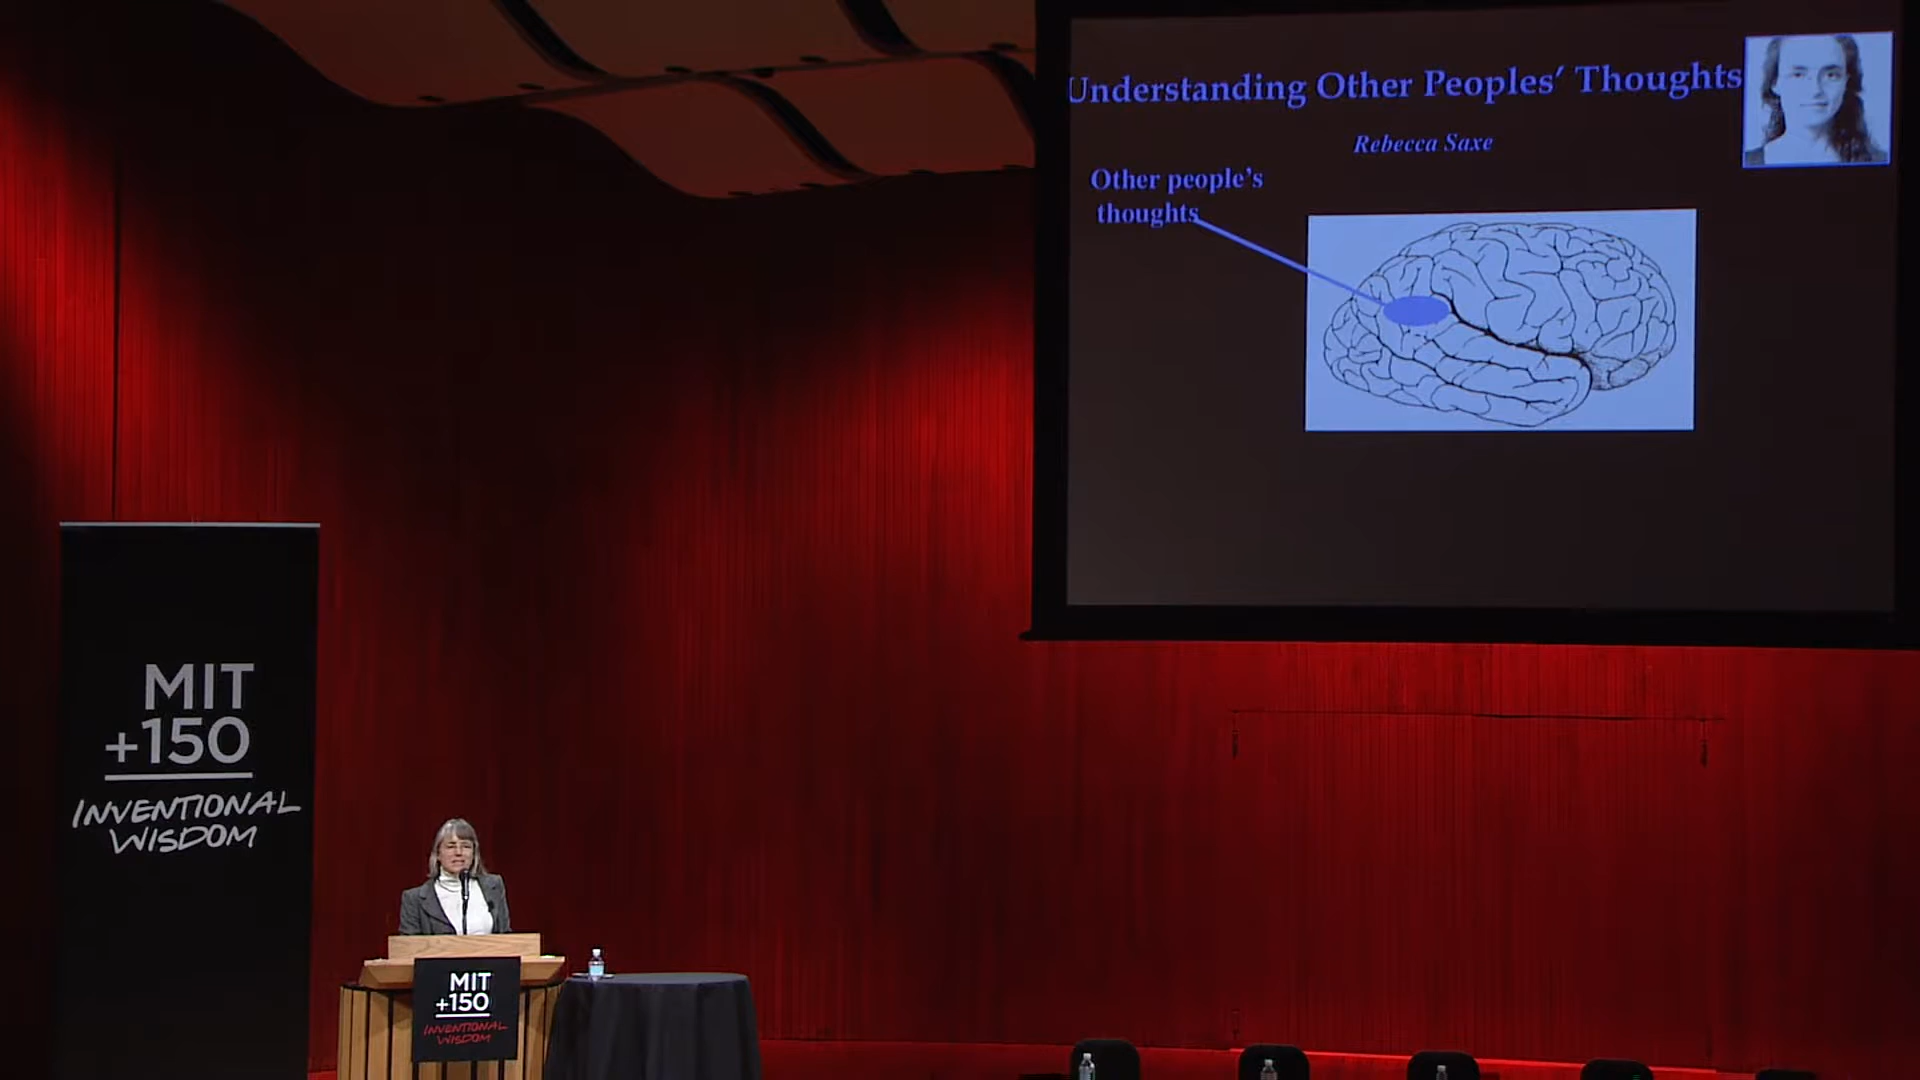 Understanding Other Peoples' Thoughts
Rebecca Saxe
Other people's
thoughts
MIT
+150
INVENTIONAL
WISDOM
MIT
+150
INVENTIONAL
WISDOM